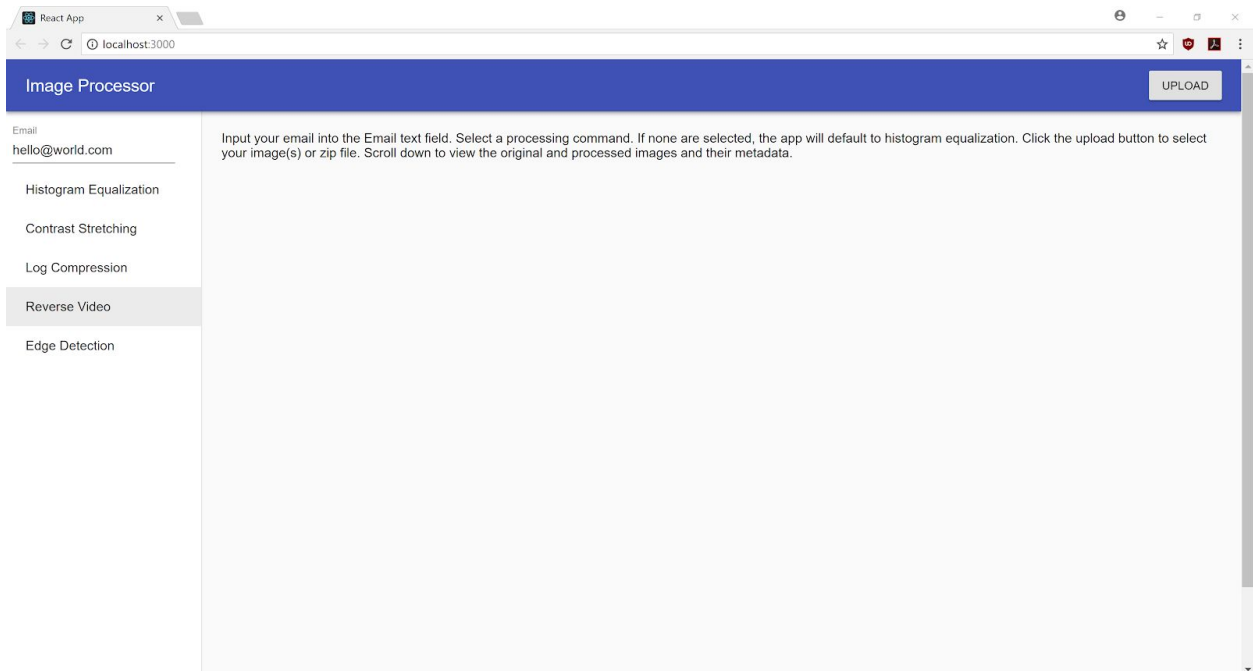 React App
localhost:3000
Image Processor
UPLOAD
Email
hello@world.com
Input your email into the Email text field. Select a processing command. If none are selected, the app will default to histogram equalization. Click the upload button to select
your image(s) or zip file. Scroll down to view the original and processed images and their metadata.
Histogram Equalization
Contrast Stretching
Log Compression
Reverse Video
Edge Detection